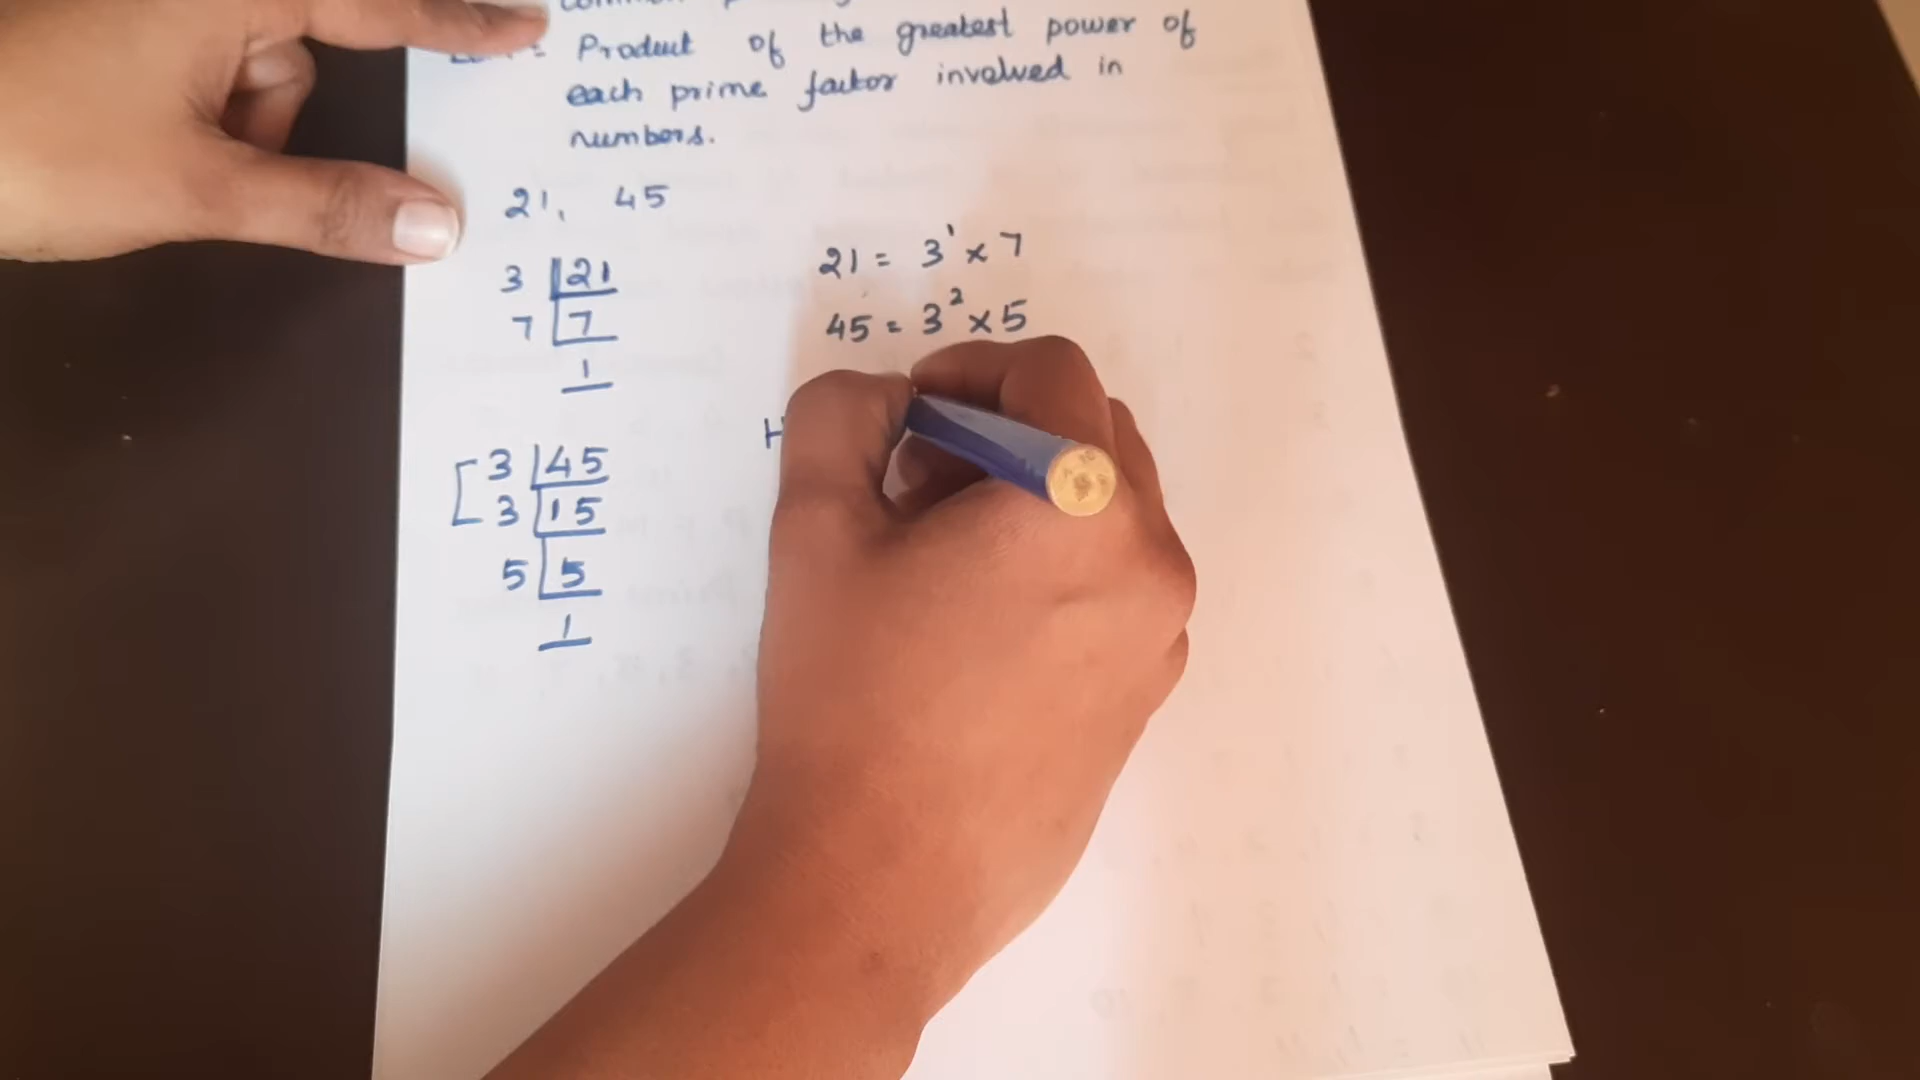 Product of the greatest power of
each prime factor involved in
numbers.
21, 45
3 21
7 7
1
21 = 3¹ × 7
45 = 3² × 5
H
3 45
3 15
5 5
1